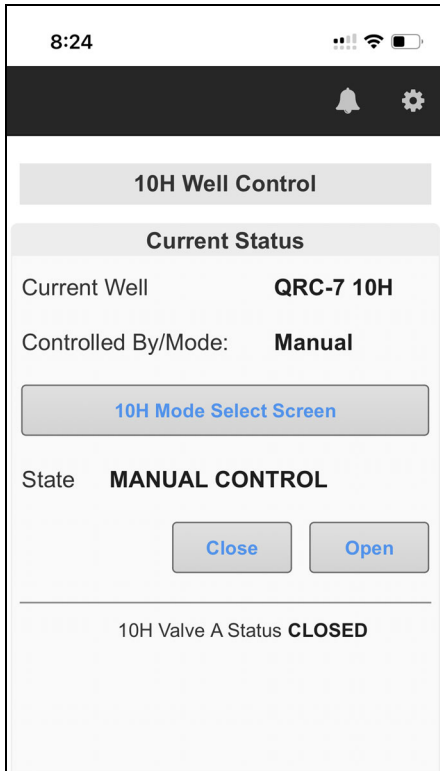 8:24
10H Well Control
Current Status
Current Well QRC-7 10H
Controlled By/Mode: Manual
10H Mode Select Screen
State MANUAL CONTROL
Close Open
10H Valve A Status CLOSED